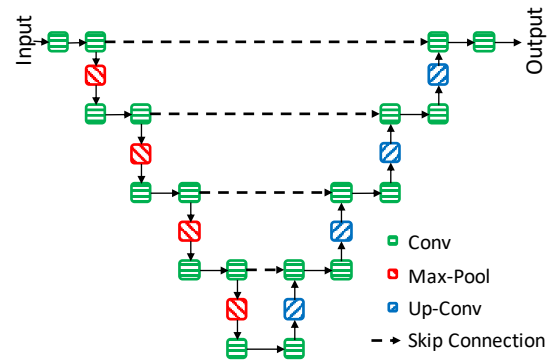 Input
Output
Conv
Max-Pool
Up-Conv
Skip Connection